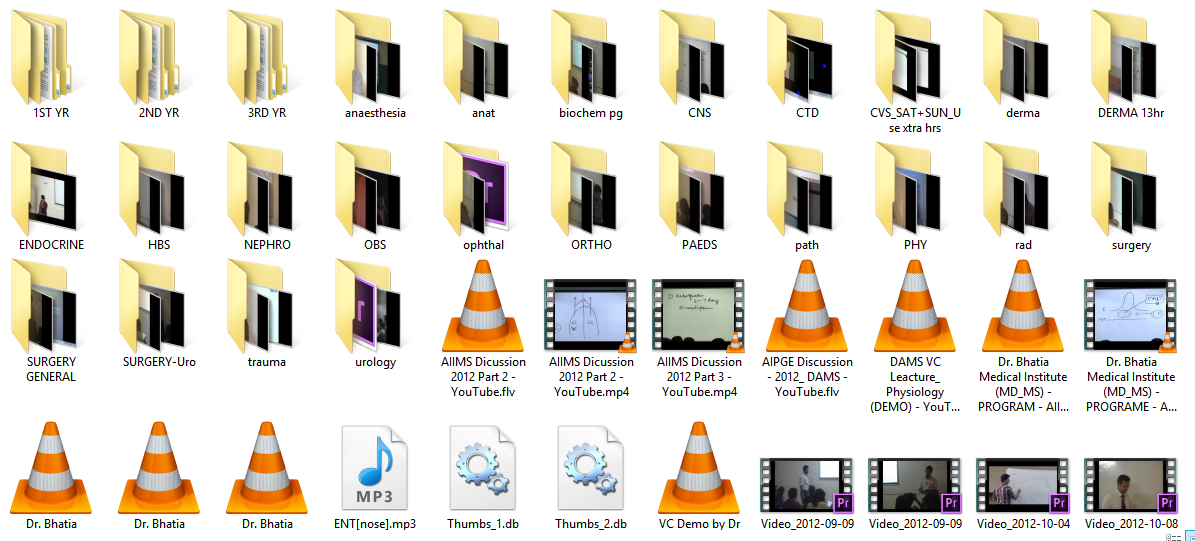 1ST YR
2ND YR
3RD YR
anaesthesia
anat
biochem pg
CNS
CTD
CVS_SAT+SUN_U
se xtra hrs
derma
DERMA 13hr
ENDOCRINE
HBS
NEPHRO
OBS
ophthal
ORTHO
PAEDS
path
PHY
rad
surgery
SURGERY
GENERAL
SURGERY-Uro
trauma
urology
AIIMS Dicussion
2012 Part 2 -
YouTube.flv
AIIMS Dicussion
2012 Part 2 -
YouTube.mp4
AIIMS Dicussion
2012 Part 3 -
YouTube.mp4
AIPGE Discussion
- 2012_ DAMS -
YouTube.flv
DAMS VC
Leacture_
Physiology
(DEMO) - YouT...
Dr. Bhatia
Medical Institute
(MD_MS) -
PROGRAM - AII...
Dr. Bhatia
Medical Institute
(MD_MS) -
PROGRAME - A...
Dr. Bhatia
Dr. Bhatia
Dr. Bhatia
MP3
ENT[nose].mp3
Thumbs_1.db
Thumbs_2.db
VC Demo by Dr
Pr
Video_2012-09-09
Pr
Video_2012-09-09
Pr
Video_2012-10-04
Pr
Video_2012-10-08